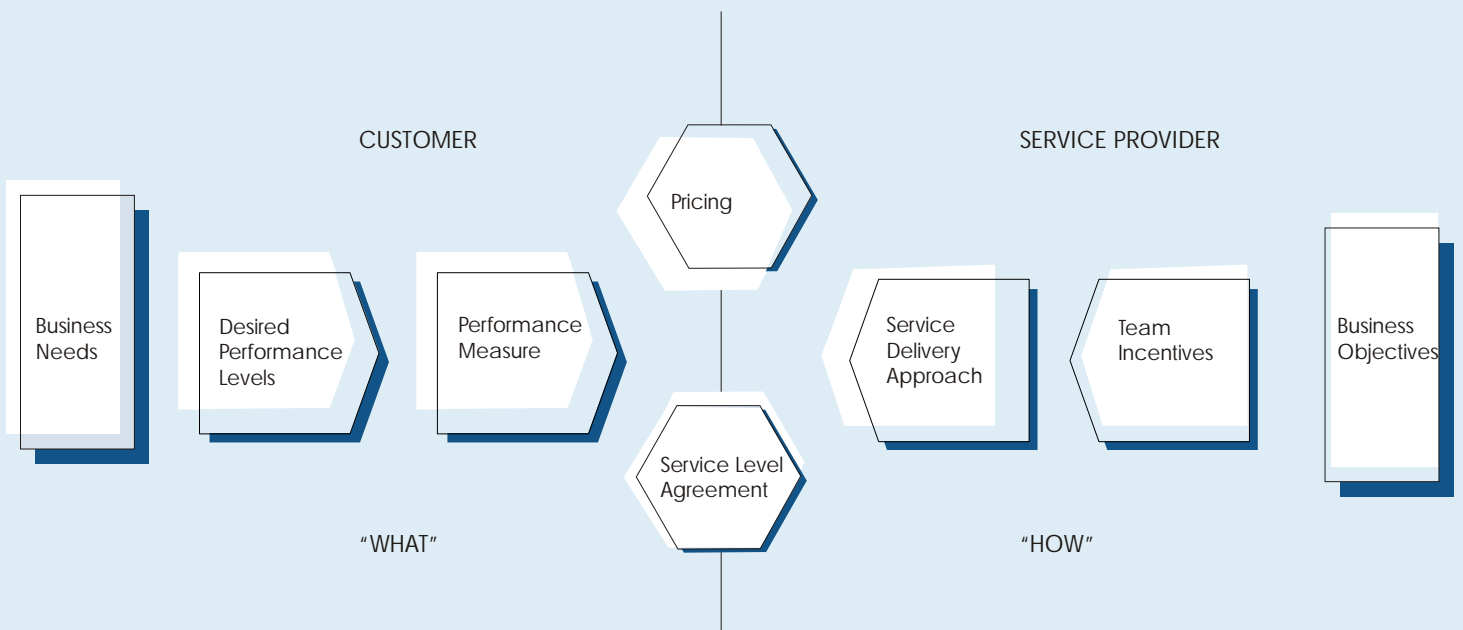 CUSTOMER
SERVICE PROVIDER
Pricing
Business
Needs
Desired
Performance
Levels
Performance
Measure
Service
Delivery
Approach
Team
Incentives
Business
Objectives
Service Level
Agreement
“WHAT”
“HOW”